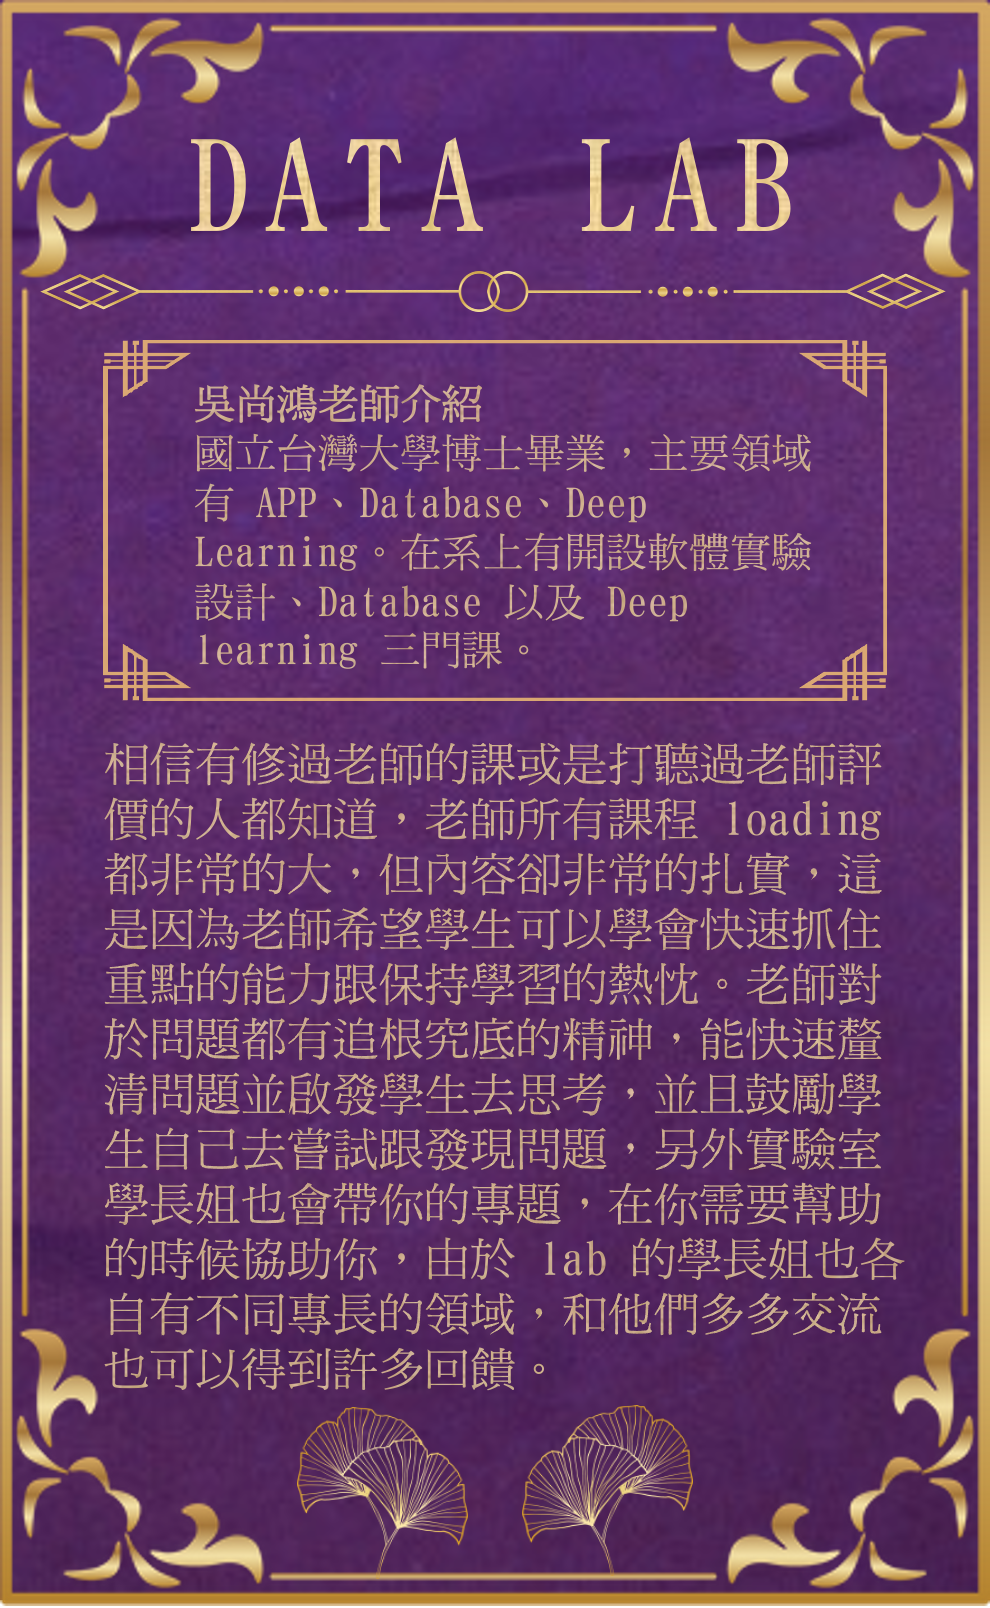 DATA LAB
吳尚鴻老師介紹
國立台灣大學博士畢業，主要領域
有 APP、Database、Deep
Learning。在系上有開設軟體實驗
設計、Database 以及 Deep
learning 三門課。
相信有修過老師的課或是打聽過老師評
價的人都知道，老師所有課程 loading
都非常的大，但內容卻非常的扎實，這
是因為老師希望學生可以學會快速抓住
重點的能力跟保持學習的熱忱。老師對
於問題都有追根究底的精神，能快速釐
清問題並啟發學生去思考，並且鼓勵學
生自己去嘗試跟發現問題，另外實驗室
學長姐也會帶你的專題，在你需要幫助
的時候協助你，由於 lab 的學長姐也各
自有不同專長的領域，和他們多多交流
也可以得到許多回饋。